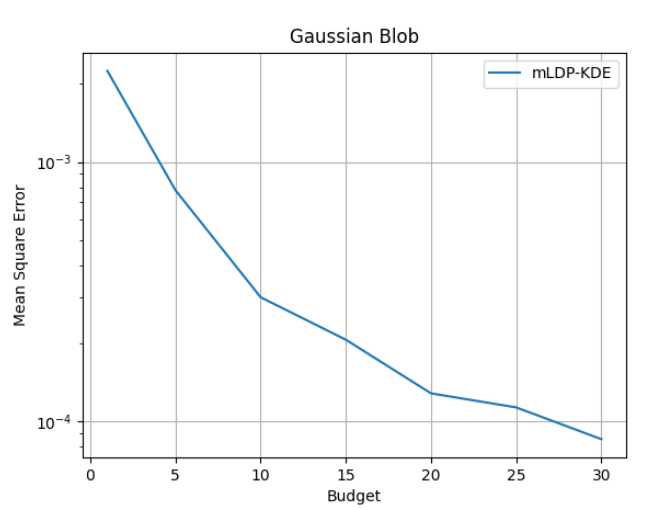 Gaussian Blob
mLDP-KDE
10⁻³
10⁻⁴
Mean Square Error
0 5 10 15 20 25 30
Budget